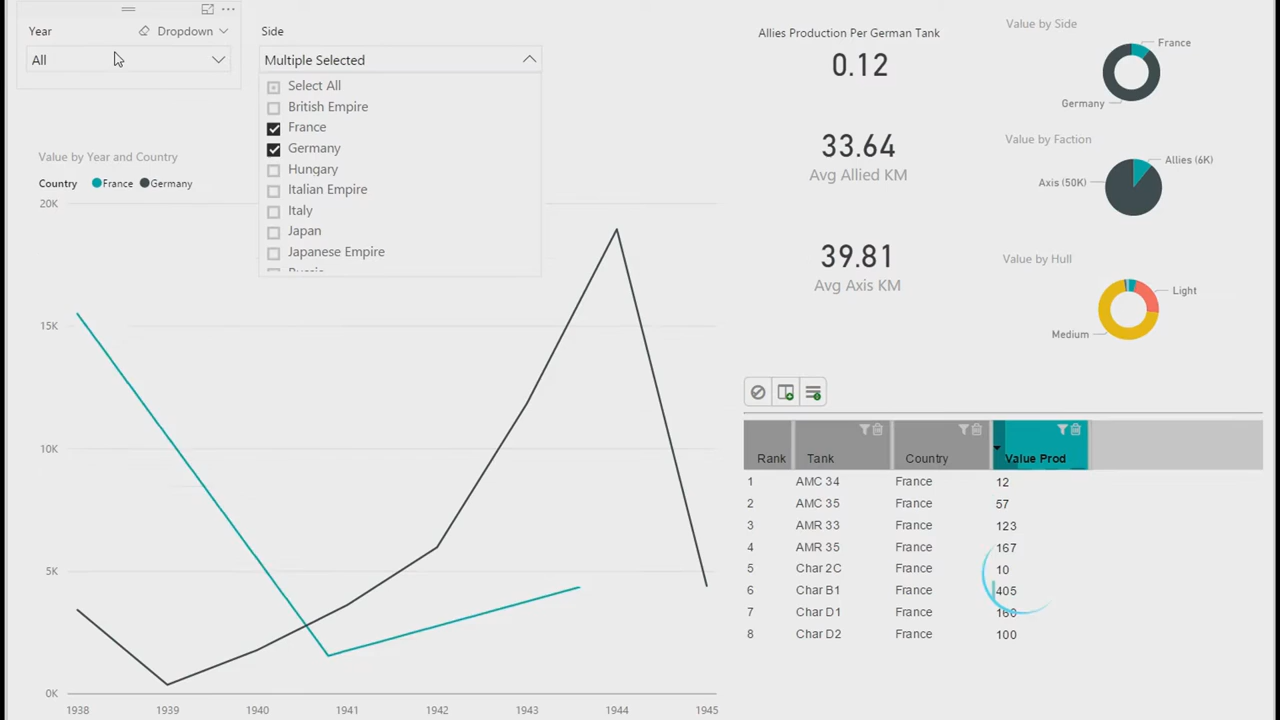 Year
Dropdown
All
Side
Multiple Selected
Select All
British Empire
France
Germany
Hungary
Italian Empire
Italy
Japan
Japanese Empire
Russia
Value by Year and Country
Country France Germany
20K
15K
10K
5K
0K
1938 1939 1940 1941 1942 1943 1944 1945
Allies Production Per German Tank
0.12
33.64
Avg Allied KM
39.81
Avg Axis KM
Value by Side
France
Germany
Value by Faction
Allies (6K)
Axis (50K)
Value by Hull
Light
Medium
Rank Tank Country Value Prod
1 AMC 34 France 12
2 AMC 35 France 57
3 AMR 33 France 123
4 AMR 35 France 167
5 Char 2C France 10
6 Char B1 France 405
7 Char D1 France 160
8 Char D2 France 100